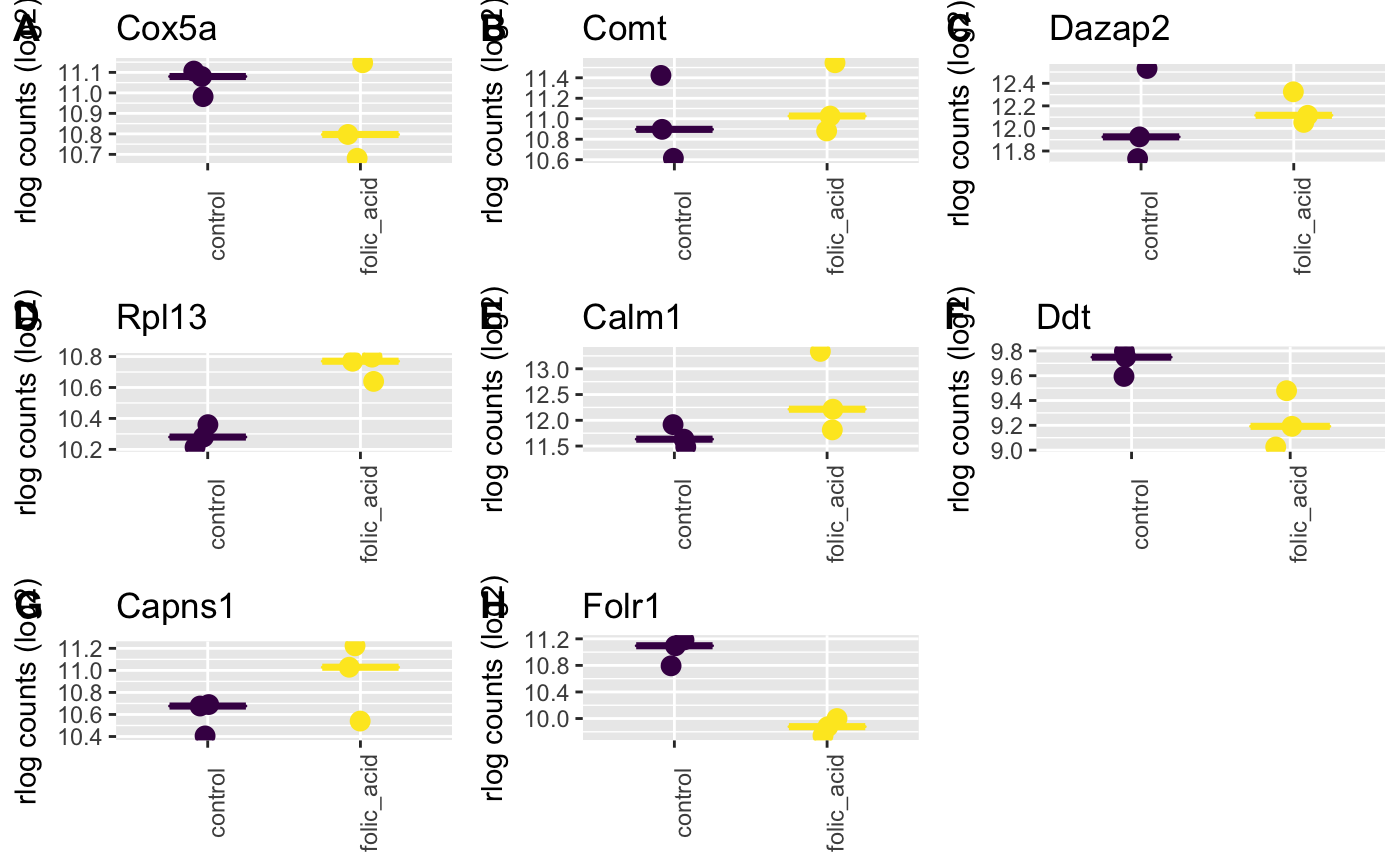 A
Cox5a
rlog counts (log2)
11.1
11.0
10.9
10.8
10.7
control
folic_acid
B
Comt
rlog counts (log2)
11.4
11.2
11.0
10.8
10.6
control
folic_acid
C
Dazap2
rlog counts (log2)
12.4
12.2
12.0
11.8
control
folic_acid
D
Rpl13
rlog counts (log2)
10.8
10.6
10.4
10.2
control
folic_acid
E
Calm1
rlog counts (log2)
13.0
12.5
12.0
11.5
control
folic_acid
F
Ddt
rlog counts (log2)
9.8
9.6
9.4
9.2
9.0
control
folic_acid
G
Capns1
rlog counts (log2)
11.2
11.0
10.8
10.6
10.4
control
folic_acid
H
Folr1
rlog counts (log2)
11.2
10.8
10.4
10.0
control
folic_acid